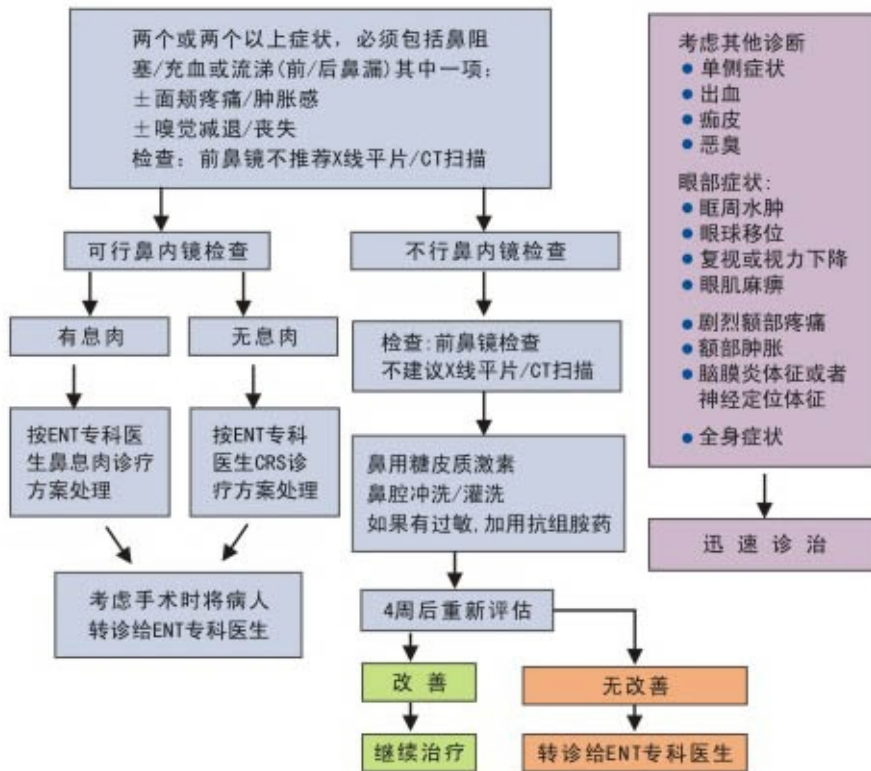 两个或两个以上症状，必须包括鼻阻
塞/充血或流涕(前/后鼻漏)其中一项：
±面颊疼痛/肿胀感
±嗅觉减退/丧失
检查：前鼻镜不推荐X线平片/CT扫描
可行鼻内镜检查
不行鼻内镜检查
有息肉
无息肉
检查:前鼻镜检查
不建议X线平片/CT扫描
按ENT专科医
生鼻息肉诊疗
方案处理
按ENT专科
医生CRS诊
疗方案处理
鼻用糖皮质激素
鼻腔冲洗/灌洗
如果有过敏,加用抗组胺药
考虑手术时将病人
转诊给ENT专科医生
4周后重新评估
改善
无改善
继续治疗
转诊给ENT专科医生
考虑其他诊断
● 单侧症状
● 出血
● 痂皮
● 恶臭
眼部症状:
● 眶周水肿
● 眼球移位
● 复视或视力下降
● 眼肌麻痹
● 剧烈额部疼痛
● 额部肿胀
● 脑膜炎体征或者
神经定位体征
● 全身症状
迅速诊治